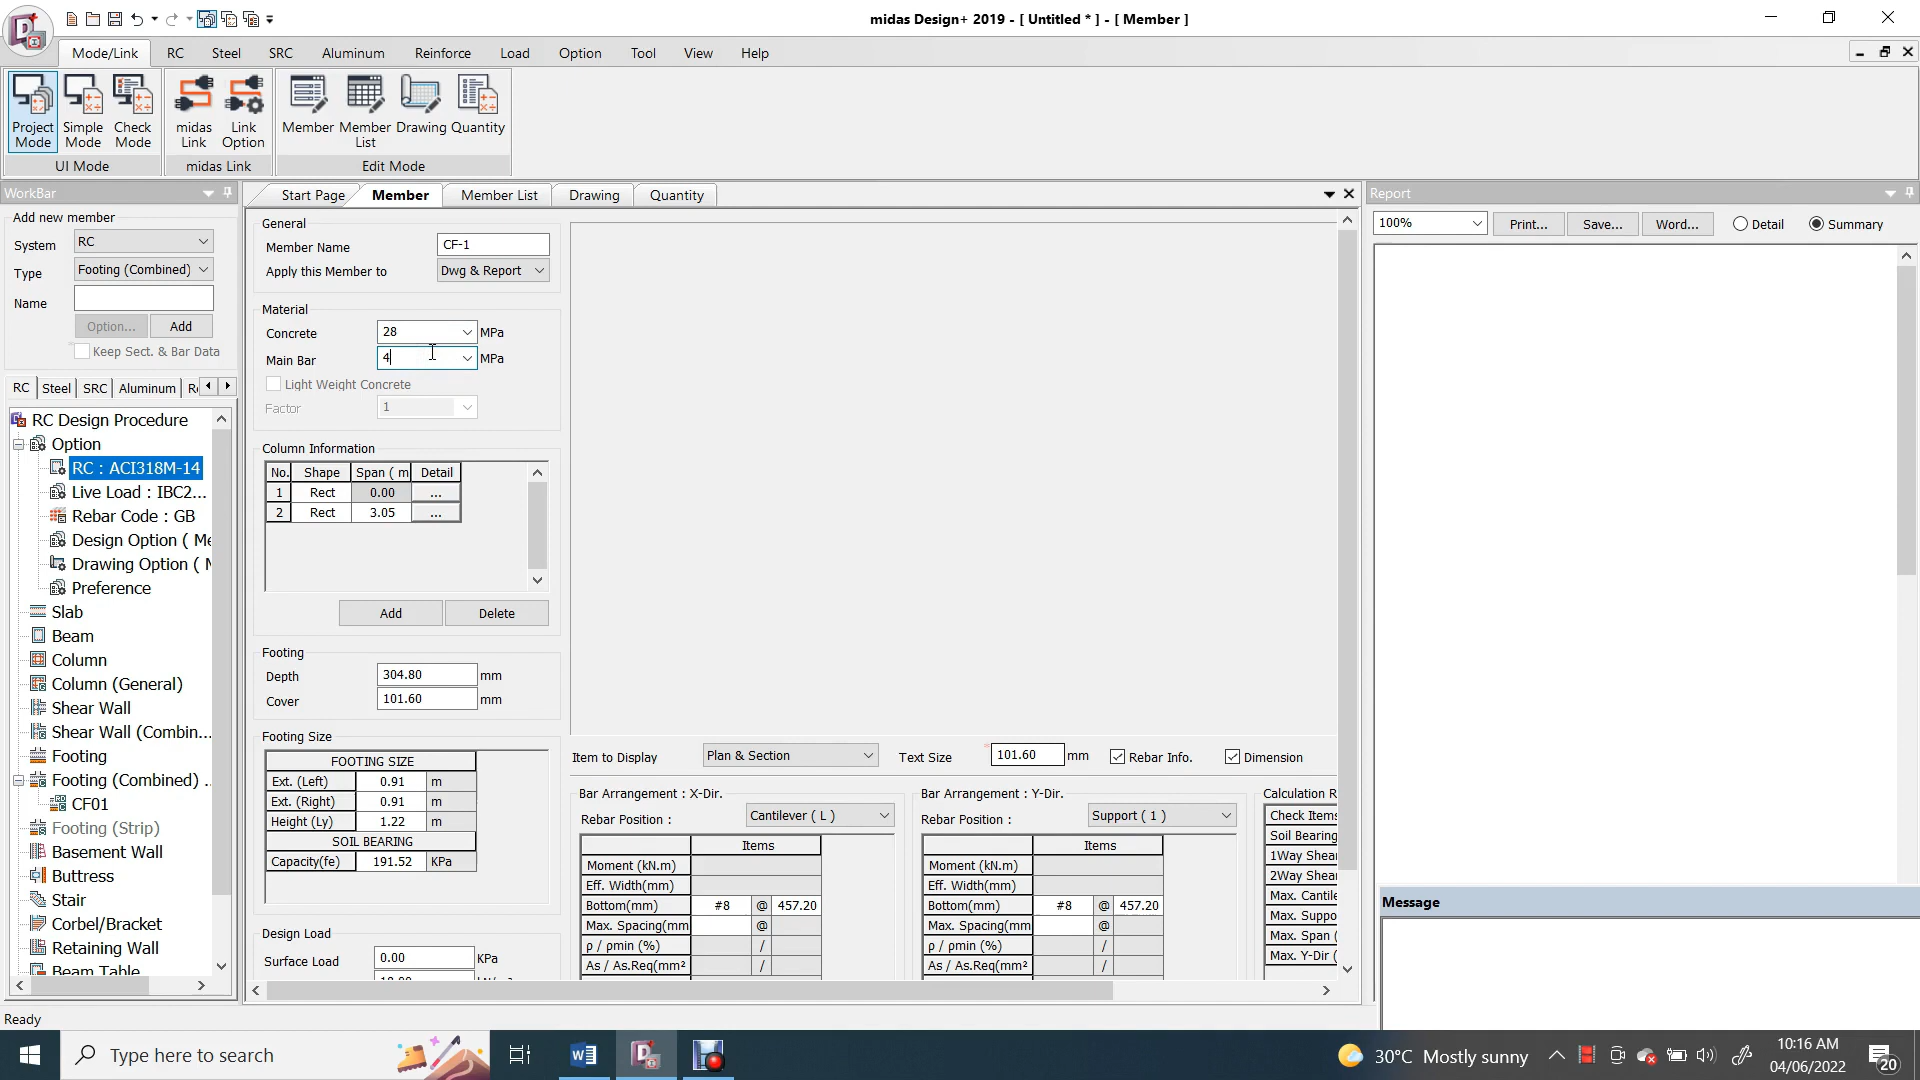 midas Design+ 2019 - [ Untitled * ] - [ Member ]
Mode/Link RC Steel SRC Aluminum Reinforce Load Option Tool View Help
Project Mode Simple Mode Check Mode midas Link Link Option Member Member List Drawing Quantity
UI Mode midas Link Edit Mode
WorkBar
Add new member
System RC
Type Footing (Combined)
Name
Option... Add
Keep Sect. & Bar Data
RC Steel SRC Aluminum
RC Design Procedure
Option
RC : ACI318M-14
Live Load : IBC2...
Rebar Code : GB
Design Option ( Me
Drawing Option (
Preference
Slab
Beam
Column
Column (General)
Shear Wall
Shear Wall (Combin...
Footing
Footing (Combined) ..
CF01
Footing (Strip)
Basement Wall
Buttress
Stair
Corbel/Bracket
Retaining Wall
Beam Table
Start Page Member Member List Drawing Quantity
General
Member Name CF-1
Apply this Member to Dwg & Report
Material
Concrete 28 MPa
Main Bar 4 MPa
Light Weight Concrete
Factor 1
Column Information
No. Shape Span ( m Detail
1 Rect 0.00 ...
2 Rect 3.05 ...
Add Delete
Footing
Depth 304.80 mm
Cover 101.60 mm
Footing Size
FOOTING SIZE
Ext. (Left) 0.91 m
Ext. (Right) 0.91 m
Height (Ly) 1.22 m
SOIL BEARING
Capacity(fe) 191.52 KPa
Design Load
Surface Load 0.00 KPa
Item to Display Plan & Section Text Size 101.60 mm Rebar Info. Dimension
Bar Arrangement : X-Dir.
Rebar Position : Cantilever ( L )
Items
Moment (kN.m)
Eff. Width(mm)
Bottom(mm) #8 @ 457.20
Max. Spacing(mm @
ρ / ρmin (%) /
As / As.Req(mm² /
Bar Arrangement : Y-Dir.
Rebar Position : Support ( 1 )
Items
Moment (kN.m)
Eff. Width(mm)
Bottom(mm) #8 @ 457.20
Max. Spacing(mm @
ρ / ρmin (%) /
As / As.Req(mm² /
Calculation R
Check Items
Soil Bearing
1Way Shea
2Way Shea
Max. Cantile
Max. Suppo
Max. Span (
Max. Y-Dir (
Report
100% Print... Save... Word... Detail Summary
Message
Ready
Type here to search
30°C Mostly sunny
10:16 AM
04/06/2022
20